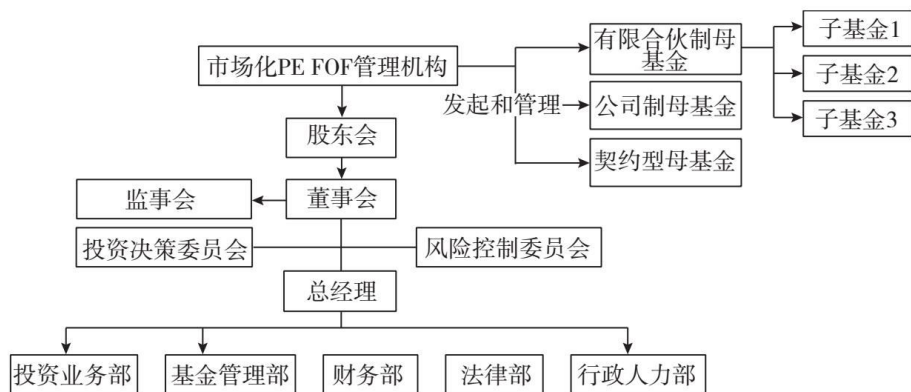 有限合伙制母
基金
子基金1
市场化PE FOF管理机构
子基金2
发起和管理
公司制母基金
子基金3
股东会
契约型母基金
监事会
董事会
投资决策委员会
风险控制委员会
总经理
投资业务部
基金管理部
财务部
法律部
行政人力部